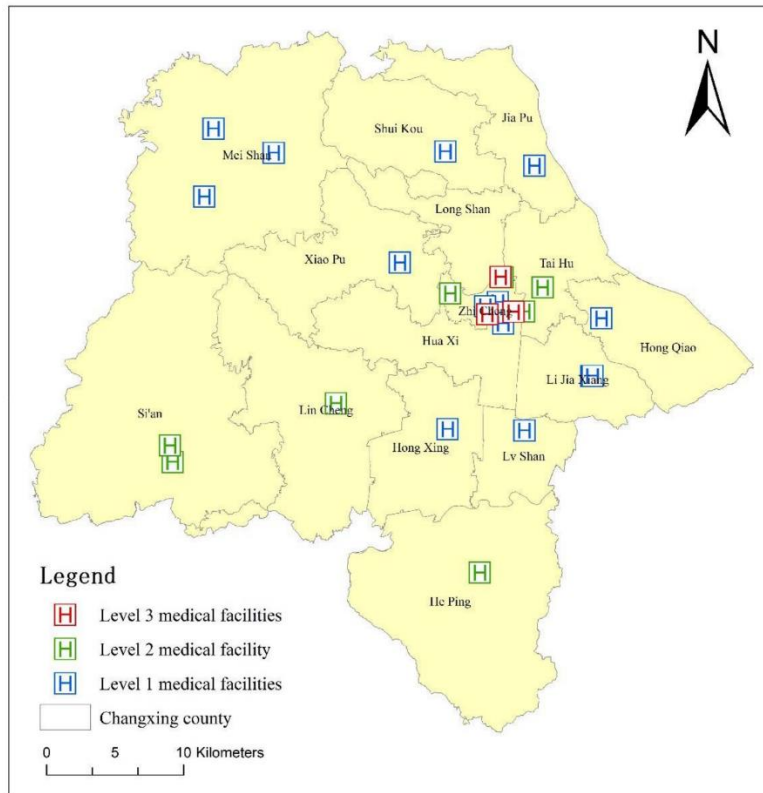 N
Jia Pu
Shui Kou
Mei Shan
Long Shan
Xiao Pu
Tai Hu
Zhi Cheng
Hua Xi
Hong Qiao
Li Jia Xiang
Si'an
Lin Cheng
Hong Xing
Lv Shan
He Ping
Legend
H Level 3 medical facilities
H Level 2 medical facility
H Level 1 medical facilities
Changxing county
0 5 10 Kilometers